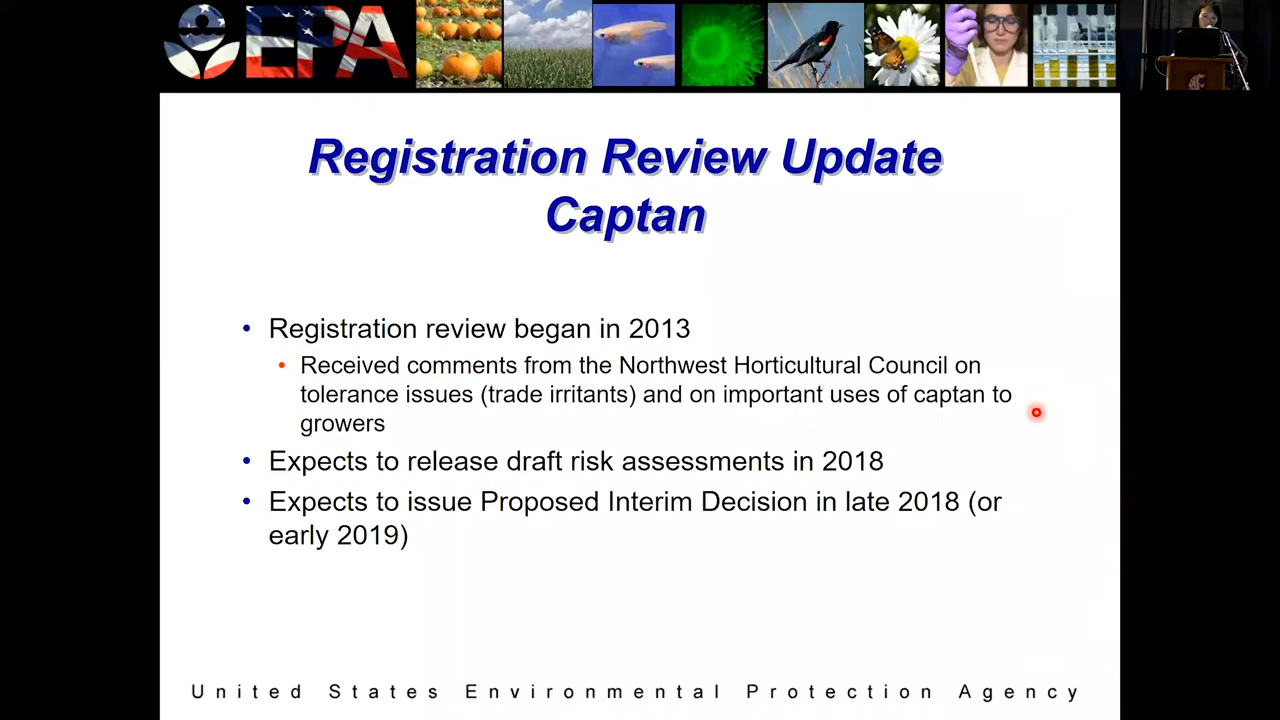 EPA
Registration Review Update
Captan
• Registration review began in 2013
• Received comments from the Northwest Horticultural Council on
tolerance issues (trade irritants) and on important uses of captan to
growers
• Expects to release draft risk assessments in 2018
• Expects to issue Proposed Interim Decision in late 2018 (or
early 2019)
United States Environmental Protection Agency